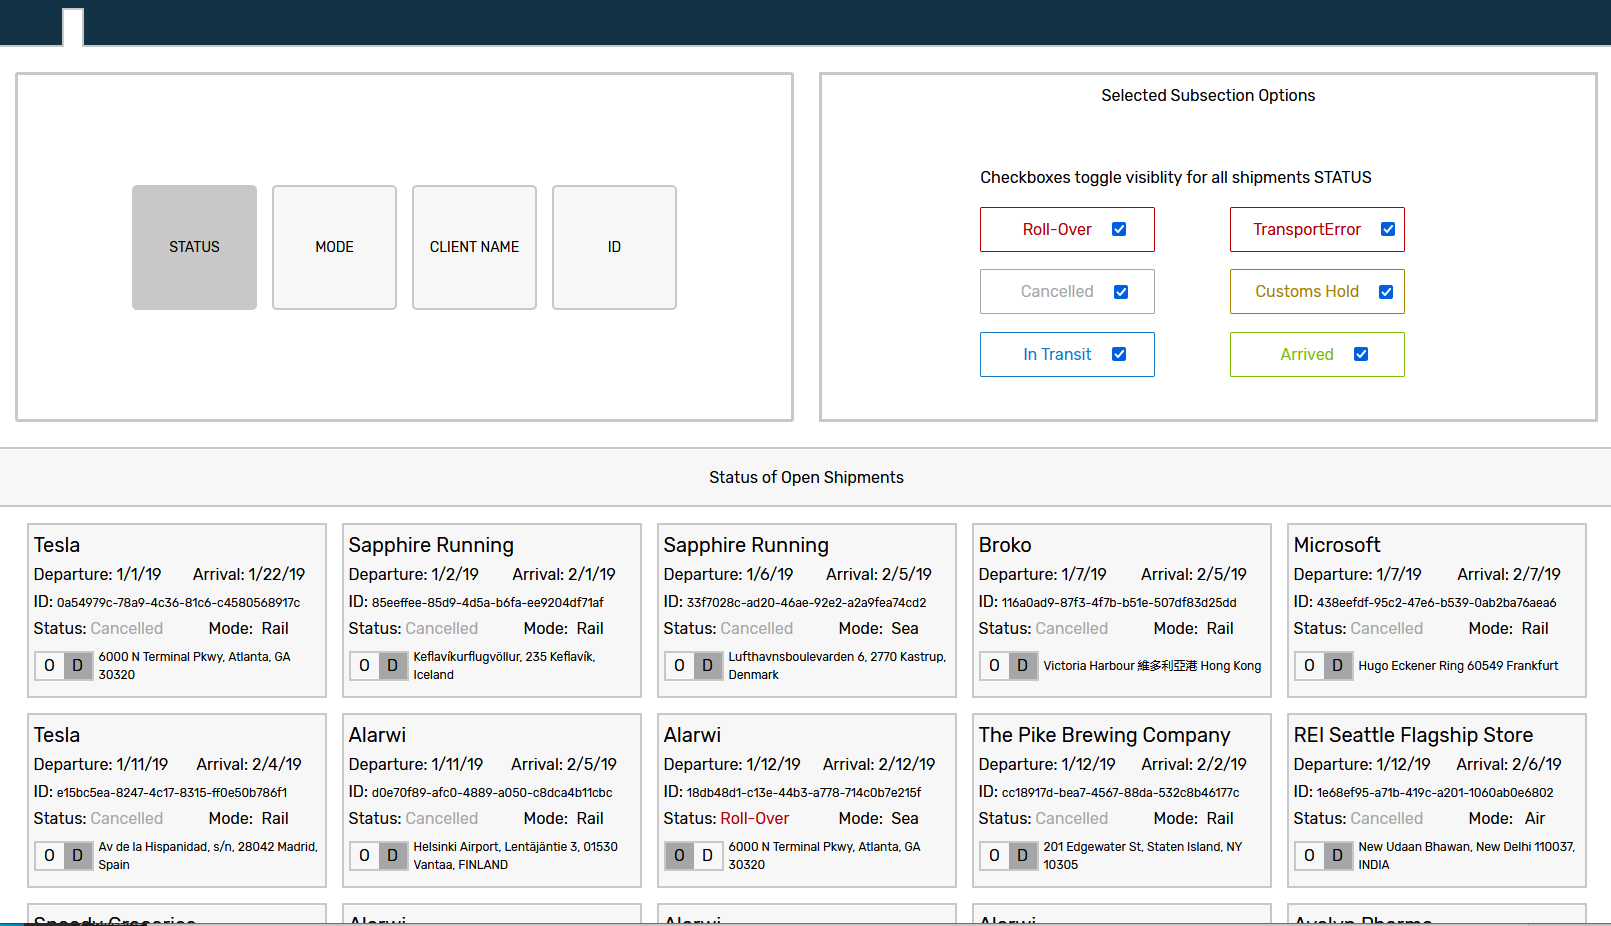 Selected Subsection Options
Checkboxes toggle visiblity for all shipments STATUS
STATUS MODE CLIENT NAME ID
Roll-Over TransportError
Cancelled Customs Hold
In Transit Arrived
Status of Open Shipments
Tesla
Departure: 1/1/19 Arrival: 1/22/19
ID: 0a54979c-78a9-4c36-81c6-c4580568917c
Status: Cancelled Mode: Rail
O D 6000 N Terminal Pkwy, Atlanta, GA
30320
Sapphire Running
Departure: 1/2/19 Arrival: 2/1/19
ID: 85eeffee-85d9-4d5a-b6fa-ee9204df71af
Status: Cancelled Mode: Rail
O D Keflavíkurflugvöllur, 235 Keflavík,
Iceland
Sapphire Running
Departure: 1/6/19 Arrival: 2/5/19
ID: 33f7028c-ad20-46ae-92e2-a2a9fea74cd2
Status: Cancelled Mode: Sea
O D Lufthavnsboulevarden 6, 2770 Kastrup,
Denmark
Broko
Departure: 1/7/19 Arrival: 2/5/19
ID: 116a0ad9-87f3-4f7b-b51e-507df83d25dd
Status: Cancelled Mode: Rail
O D Victoria Harbour 維多利亞港 Hong Kong
Microsoft
Departure: 1/7/19 Arrival: 2/7/19
ID: 438eefdf-95c2-47e6-b539-0ab2ba76aea6
Status: Cancelled Mode: Rail
O D Hugo Eckener Ring 60549 Frankfurt
Tesla
Departure: 1/11/19 Arrival: 2/4/19
ID: e15bc5ea-8247-4c17-8315-ff0e50b786f1
Status: Cancelled Mode: Rail
O D Av de la Hispanidad, s/n, 28042 Madrid,
Spain
Alarwi
Departure: 1/11/19 Arrival: 2/5/19
ID: d0e70f89-afc0-4889-a050-c8dca4b11cbc
Status: Cancelled Mode: Rail
O D Helsinki Airport, Lentäjäntie 3, 01530
Vantaa, FINLAND
Alarwi
Departure: 1/12/19 Arrival: 2/12/19
ID: 18db48d1-c13e-44b3-a778-714c0b7e215f
Status: Roll-Over Mode: Sea
O D 6000 N Terminal Pkwy, Atlanta, GA
30320
The Pike Brewing Company
Departure: 1/12/19 Arrival: 2/2/19
ID: cc18917d-bea7-4567-88da-532c8b46177c
Status: Cancelled Mode: Rail
O D 201 Edgewater St, Staten Island, NY
10305
REI Seattle Flagship Store
Departure: 1/12/19 Arrival: 2/6/19
ID: 1e68ef95-a71b-419c-a201-1060ab0e6802
Status: Cancelled Mode: Air
O D New Udaan Bhawan, New Delhi 110037,
INDIA
Speedy Groceries
Alarwi
Alarwi
Alarwi
Avalyn Pharma